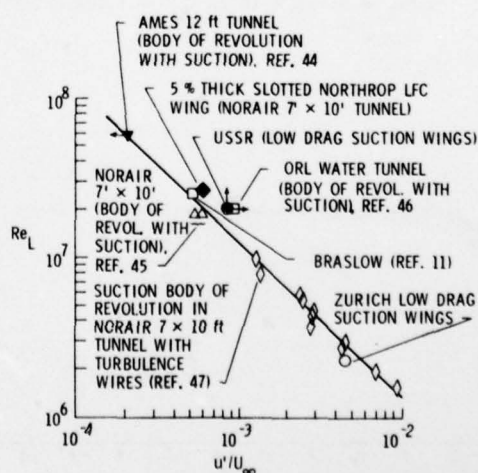 AMES 12 ft TUNNEL
(BODY OF REVOLUTION
WITH SUCTION), REF. 44
5 % THICK SLOTTED NORTHROP LFC
WING (NORAIR 7' × 10' TUNNEL)
USSR (LOW DRAG SUCTION WINGS)
ORL WATER TUNNEL
(BODY OF REVOL. WITH
SUCTION), REF. 46
NORAIR
7' × 10'
(BODY OF
REVOL. WITH
SUCTION),
REF. 45
BRASLOW (REF. 11)
SUCTION BODY OF
REVOLUTION IN
NORAIR 7 × 10 ft
TUNNEL WITH
TURBULENCE
WIRES (REF. 47)
ZURICH LOW DRAG
SUCTION WINGS
Re_L
10^8
10^7
10^6
10^-4
10^-3
10^-2
u'/U_∞